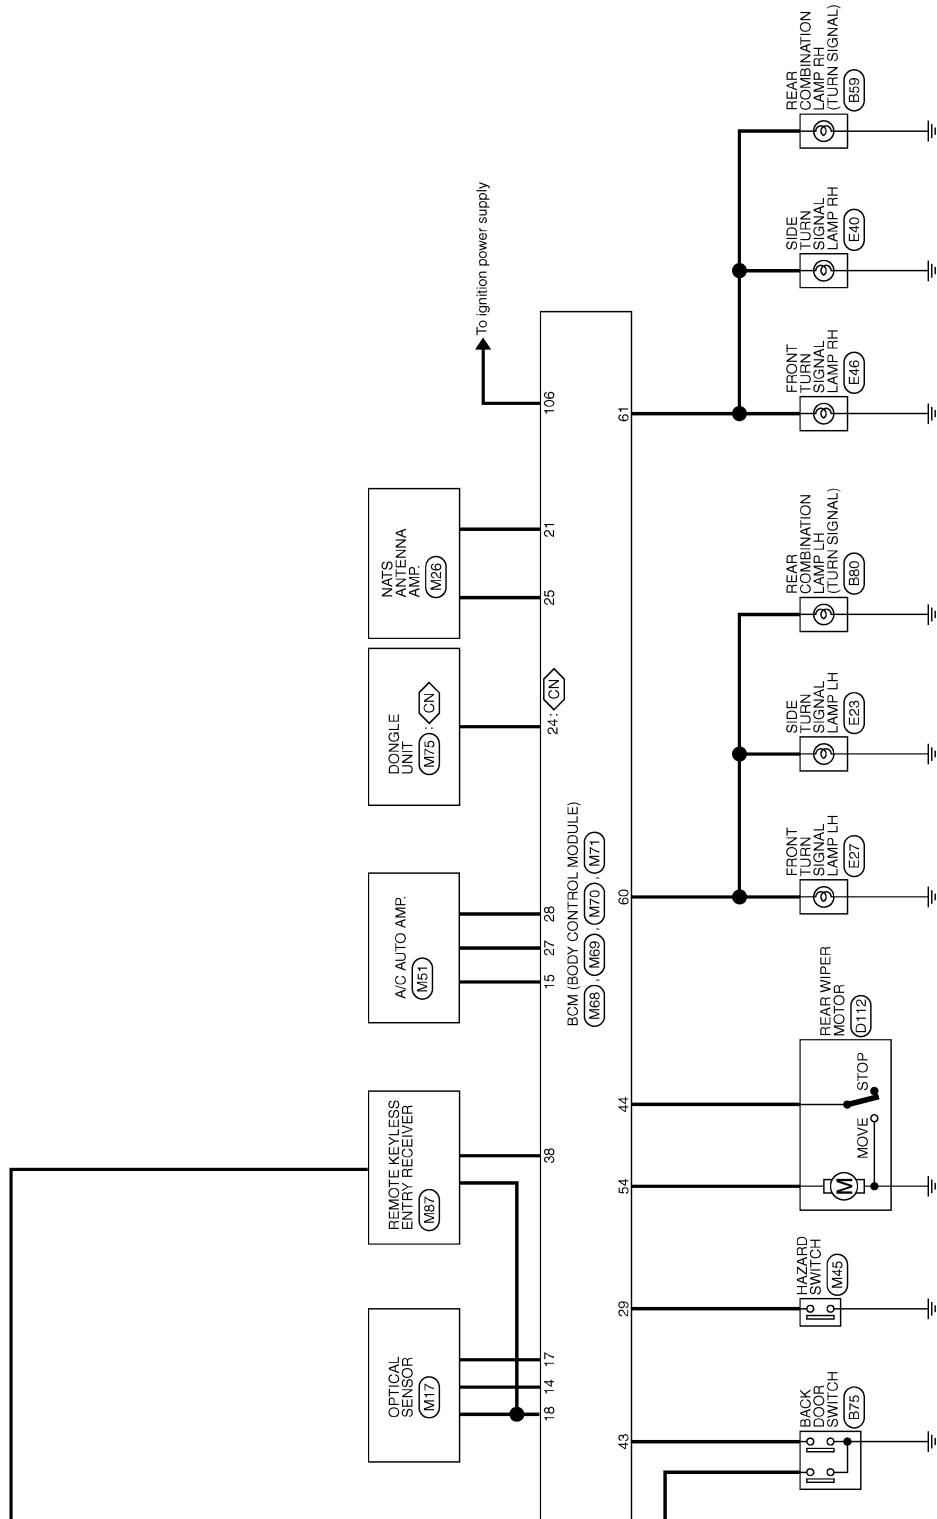 REAR
COMBINATION
LAMP RH
(TURN SIGNAL)
B59
SIDE
TURN
SIGNAL
LAMP RH
E40
To ignition power supply
FRONT
TURN
SIGNAL
LAMP RH
E46
106
61
NATS
ANTENNA
AMP.
M26
21
25
REAR
COMBINATION
LAMP LH
(TURN SIGNAL)
B80
DONGLE
UNIT
M75 : CN
24: CN
SIDE
TURN
SIGNAL
LAMP LH
E23
FRONT
TURN
SIGNAL
LAMP LH
E27
60
BCM (BODY CONTROL MODULE)
M68 , M69 , M70 , M71
A/C AUTO AMP.
M51
28
27
15
REAR WIPER
MOTOR
D112
STOP
MOVE
M
44
54
REMOTE KEYLESS
ENTRY RECEIVER
M87
38
HAZARD
SWITCH
M45
29
OPTICAL
SENSOR
M17
17
14
18
BACK
DOOR
SWITCH
B75
43